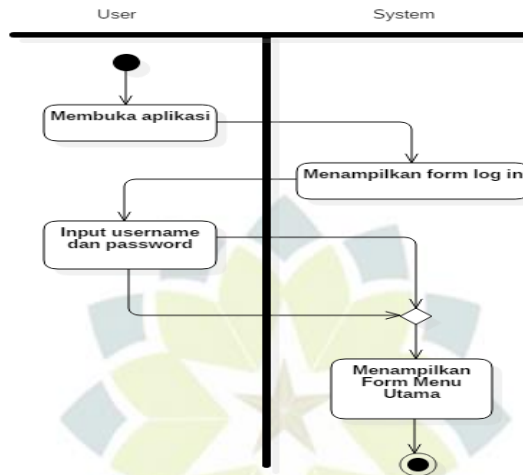 User
System
Membuka aplikasi
Menampilkan form log in
Input username
dan password
Menampilkan
Form Menu
Utama